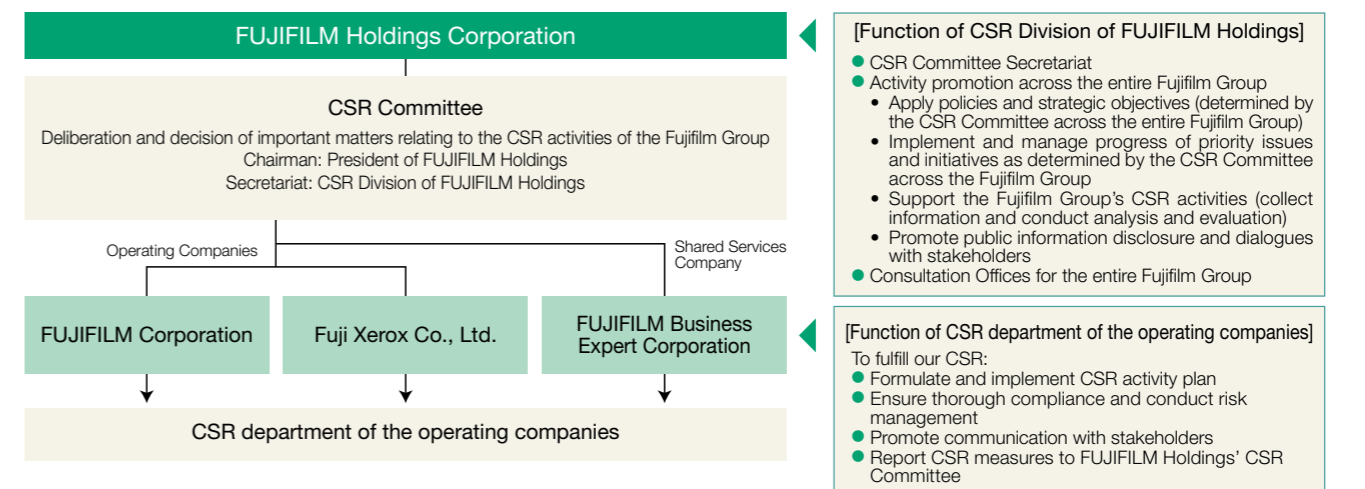 FUJIFILM Holdings Corporation
CSR Committee
Deliberation and decision of important matters relating to the CSR activities of the Fujifilm Group
Chairman: President of FUJIFILM Holdings
Secretariat: CSR Division of FUJIFILM Holdings
Operating Companies
Shared Services
Company
FUJIFILM Corporation
Fuji Xerox Co., Ltd.
FUJIFILM Business
Expert Corporation
CSR department of the operating companies
[Function of CSR Division of FUJIFILM Holdings]
● CSR Committee Secretariat
● Activity promotion across the entire Fujifilm Group
• Apply policies and strategic objectives (determined by
the CSR Committee across the entire Fujifilm Group)
• Implement and manage progress of priority issues
and initiatives as determined by the CSR Committee
across the Fujifilm Group
• Support the Fujifilm Group's CSR activities (collect
information and conduct analysis and evaluation)
• Promote public information disclosure and dialogues
with stakeholders
● Consultation Offices for the entire Fujifilm Group
[Function of CSR department of the operating companies]
To fulfill our CSR:
● Formulate and implement CSR activity plan
● Ensure thorough compliance and conduct risk
management
● Promote communication with stakeholders
● Report CSR measures to FUJIFILM Holdings' CSR
Committee